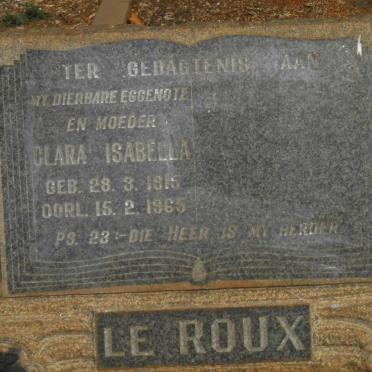 TER GEDAGTENIS AAN
MY DIERBARE EGGENOTE
EN MOEDER
CLARA ISABELLA
GEB. 28. 3. 1915
OORL. 15. 2. 1965
PS. 23:-DIE HEER IS MY HERDER.
LE ROUX